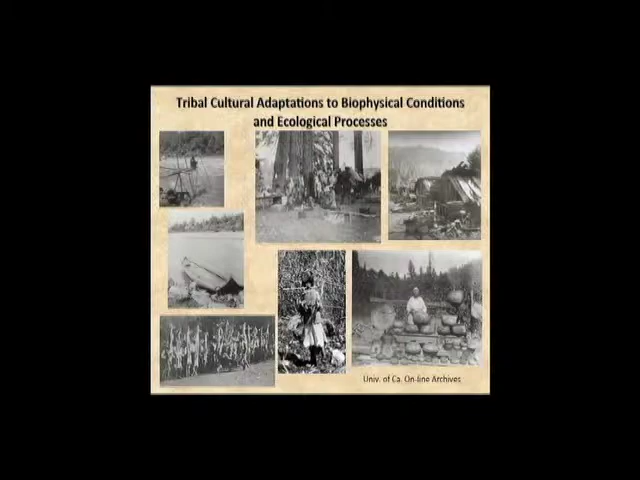 Tribal Cultural Adaptations to Biophysical Conditions
and Ecological Processes
Univ. of Ca. On-line Archives